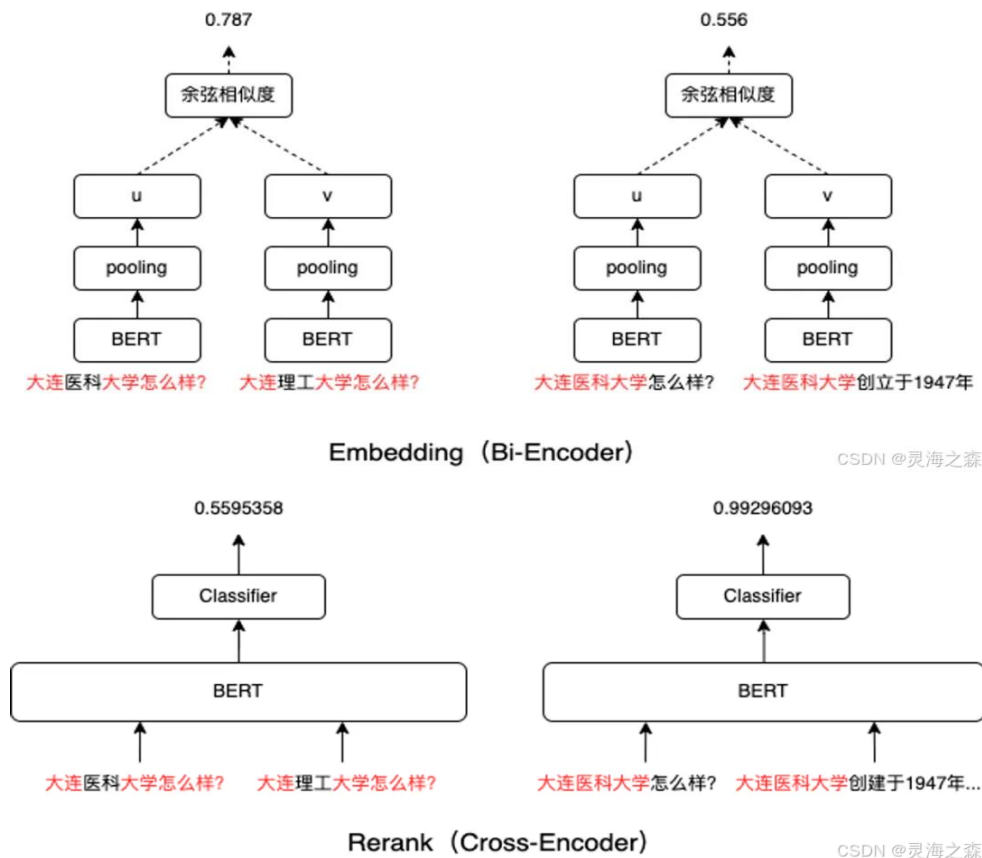 0.787
0.556
余弦相似度
余弦相似度
u
v
u
v
pooling
pooling
pooling
pooling
BERT
BERT
BERT
BERT
大连医科大学怎么样?
大连理工大学怎么样?
大连医科大学怎么样?
大连医科大学创立于1947年
Embedding（Bi-Encoder）
CSDN @灵海之森
0.5595358
0.99296093
Classifier
Classifier
BERT
BERT
大连医科大学怎么样?
大连理工大学怎么样?
大连医科大学怎么样?
大连医科大学创建于1947年...
Rerank（Cross-Encoder）
CSDN @灵海之森